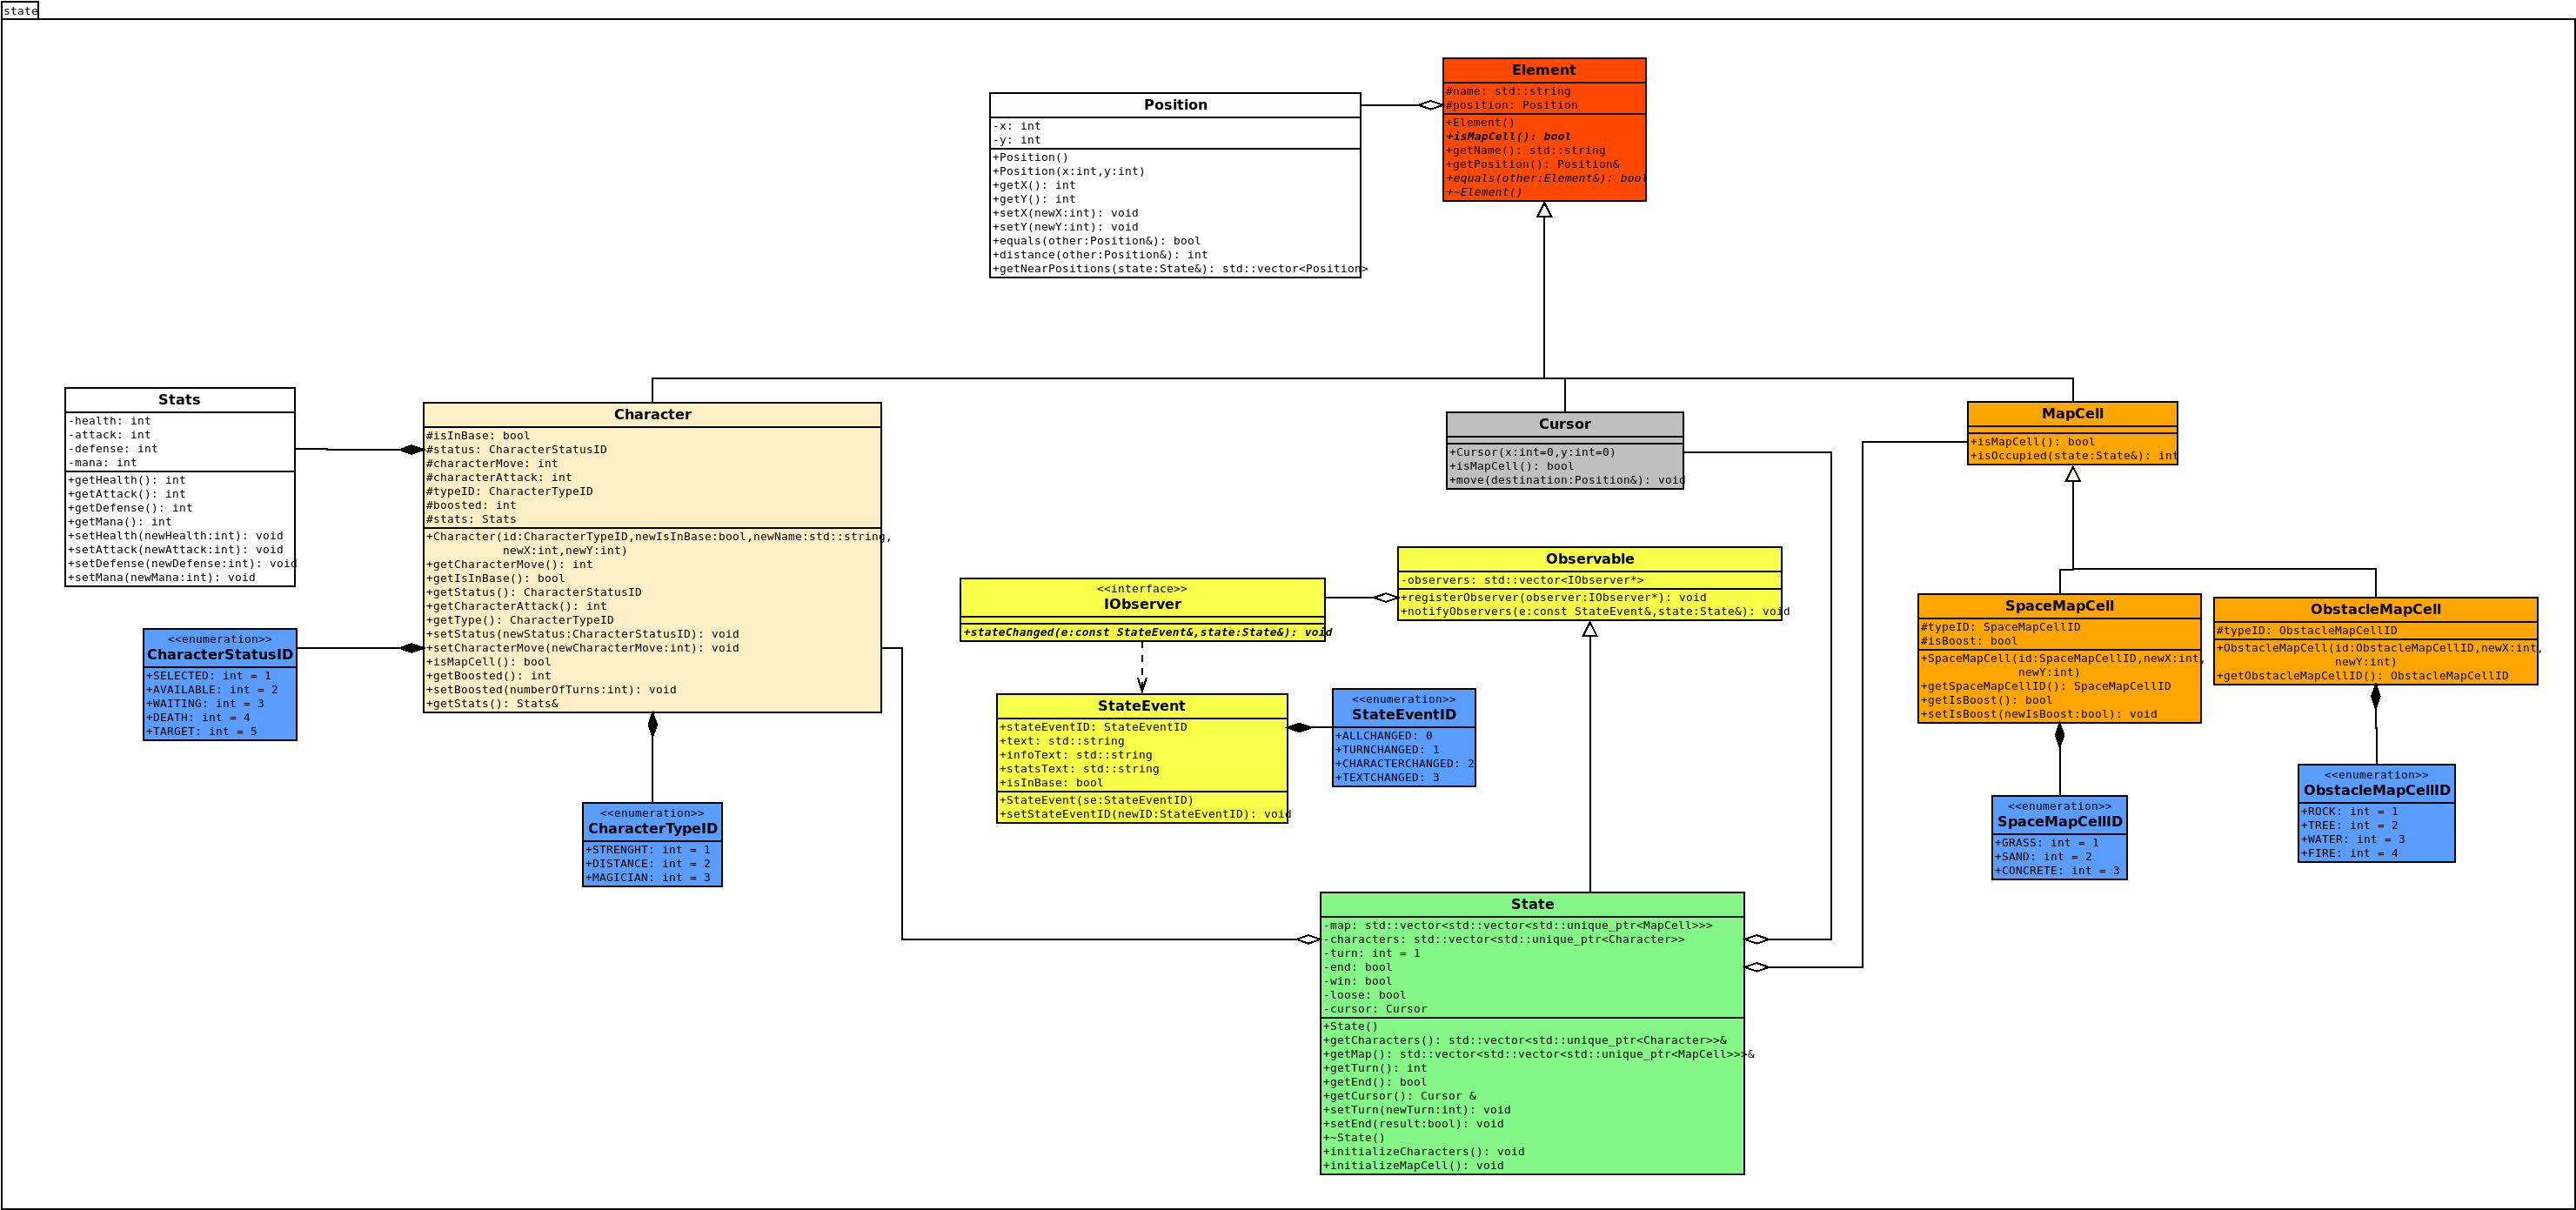 state
Element
#name: std::string
#position: Position
+Element()
+isMapCell(): bool
+getName(): std::string
+getPosition(): Position&
+equals(other:Element&): bool
+~Element()
Position
-x: int
-y: int
+Position()
+Position(x:int,y:int)
+getX(): int
+getY(): int
+setX(newX:int): void
+setY(newY:int): void
+equals(other:Position&): bool
+distance(other:Position&): int
+getNearPositions(state:State&): std::vector<Position>
Stats
-health: int
-attack: int
-defense: int
-mana: int
+getHealth(): int
+getAttack(): int
+getDefense(): int
+getMana(): int
+setHealth(newHealth:int): void
+setAttack(newAttack:int): void
+setDefense(newDefense:int): void
+setMana(newMana:int): void
Character
#isInBase: bool
#status: CharacterStatusID
#characterMove: int
#characterAttack: int
#typeID: CharacterTypeID
#boosted: int
#stats: Stats
+Character(id:CharacterTypeID,newIsInBase:bool,newName:std::string,
newX:int,newY:int)
+getCharacterMove(): int
+getIsInBase(): bool
+getStatus(): CharacterStatusID
+getCharacterAttack(): int
+getType(): CharacterTypeID
+setStatus(newStatus:CharacterStatusID): void
+setCharacterMove(newCharacterMove:int): void
+isMapCell(): bool
+getBoosted(): int
+setBoosted(numberOfTurns:int): void
+getStats(): Stats&
Cursor
+Cursor(x:int=0,y:int=0)
+isMapCell(): bool
+move(destination:Position&): void
MapCell
+isMapCell(): bool
+isOccupied(state:State&): int
Observable
-observers: std::vector<IObserver*>
+registerObserver(observer:IObserver*): void
+notifyObservers(e:const StateEvent&,state:State&): void
<<interface>>
IObserver
+stateChanged(e:const StateEvent&,state:State&): void
<<enumeration>>
CharacterStatusID
+SELECTED: int = 1
+AVAILABLE: int = 2
+WAITING: int = 3
+DEATH: int = 4
+TARGET: int = 5
StateEvent
+stateEventID: StateEventID
+text: std::string
+infoText: std::string
+statsText: std::string
+isInBase: bool
+StateEvent(se:StateEventID)
+setStateEventID(newID:StateEventID): void
<<enumeration>>
StateEventID
+ALLCHANGED: 0
+TURNCHANGED: 1
+CHARACTERCHANGED: 2
+TEXTCHANGED: 3
SpaceMapCell
#typeID: SpaceMapCellID
#isBoost: bool
+SpaceMapCell(id:SpaceMapCellID,newX:int,
newY:int)
+getSpaceMapCellID(): SpaceMapCellID
+getIsBoost(): bool
+setIsBoost(newIsBoost:bool): void
ObstacleMapCell
#typeID: ObstacleMapCellID
+ObstacleMapCell(id:ObstacleMapCellID,newX:int,
newY:int)
+getObstacleMapCellID(): ObstacleMapCellID
<<enumeration>>
CharacterTypeID
+STRENGHT: int = 1
+DISTANCE: int = 2
+MAGICIAN: int = 3
<<enumeration>>
SpaceMapCellID
+GRASS: int = 1
+SAND: int = 2
+CONCRETE: int = 3
<<enumeration>>
ObstacleMapCellID
+ROCK: int = 1
+TREE: int = 2
+WATER: int = 3
+FIRE: int = 4
State
-map: std::vector<std::vector<std::unique_ptr<MapCell>>>
-characters: std::vector<std::unique_ptr<Character>>
-turn: int = 1
-end: bool
-win: bool
-loose: bool
-cursor: Cursor
+State()
+getCharacters(): std::vector<std::unique_ptr<Character>>&
+getMap(): std::vector<std::vector<std::unique_ptr<MapCell>>>&
+getTurn(): int
+getEnd(): bool
+getCursor(): Cursor &
+setTurn(newTurn:int): void
+setEnd(result:bool): void
+~State()
+initializeCharacters(): void
+initializeMapCell(): void